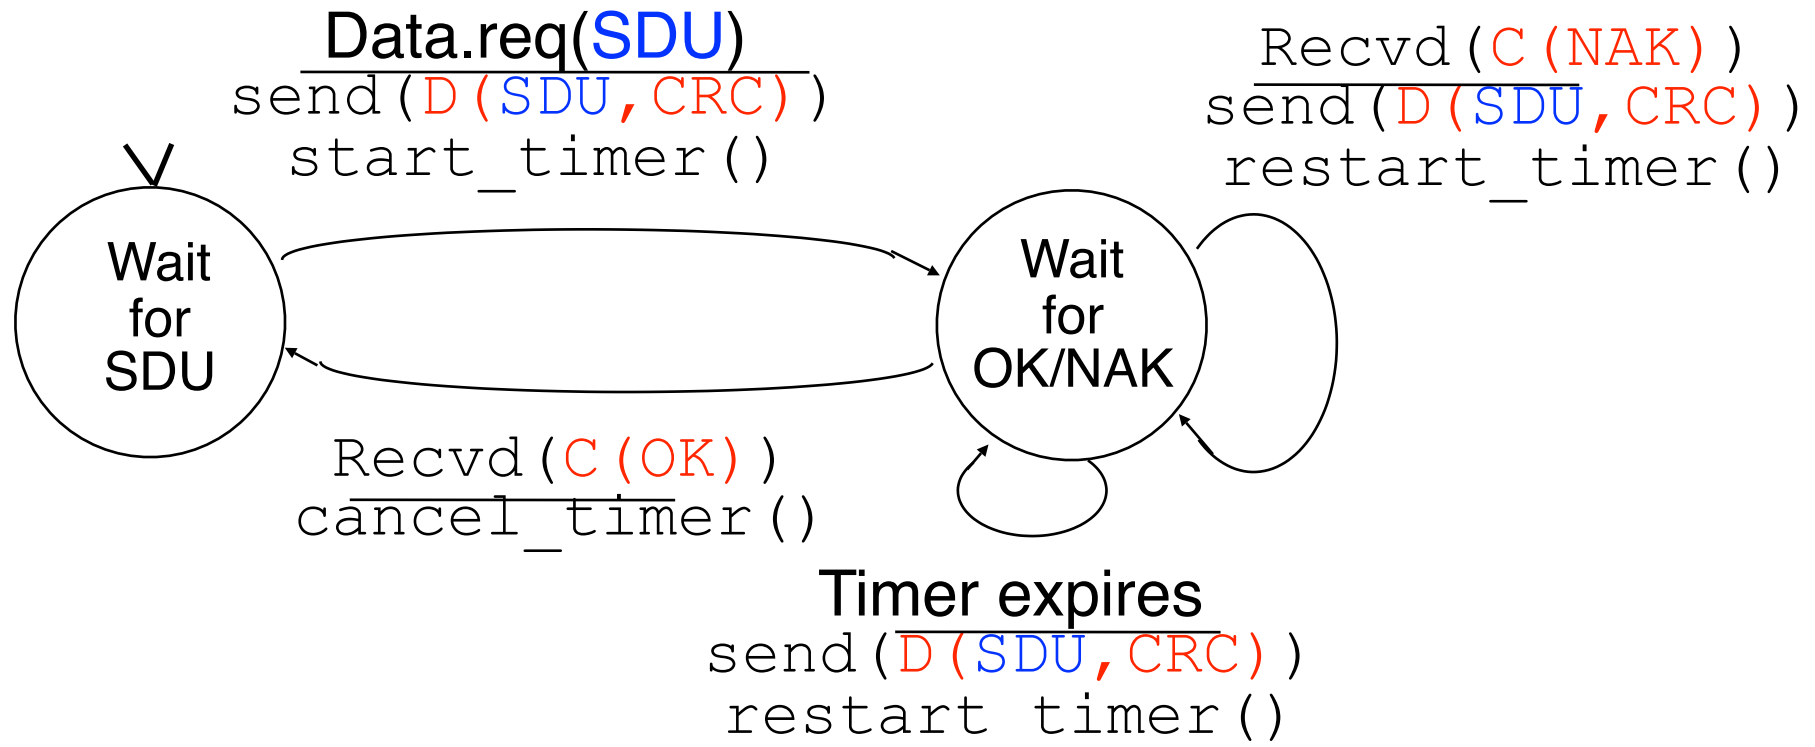 Data.req(SDU)
send(D(SDU,CRC))
start_timer()
Recvd(C(NAK))
send(D(SDU,CRC))
restart_timer()
Wait
for
SDU
Wait
for
OK/NAK
Recvd(C(OK))
cancel_timer()
Timer expires
send(D(SDU,CRC))
restart timer()